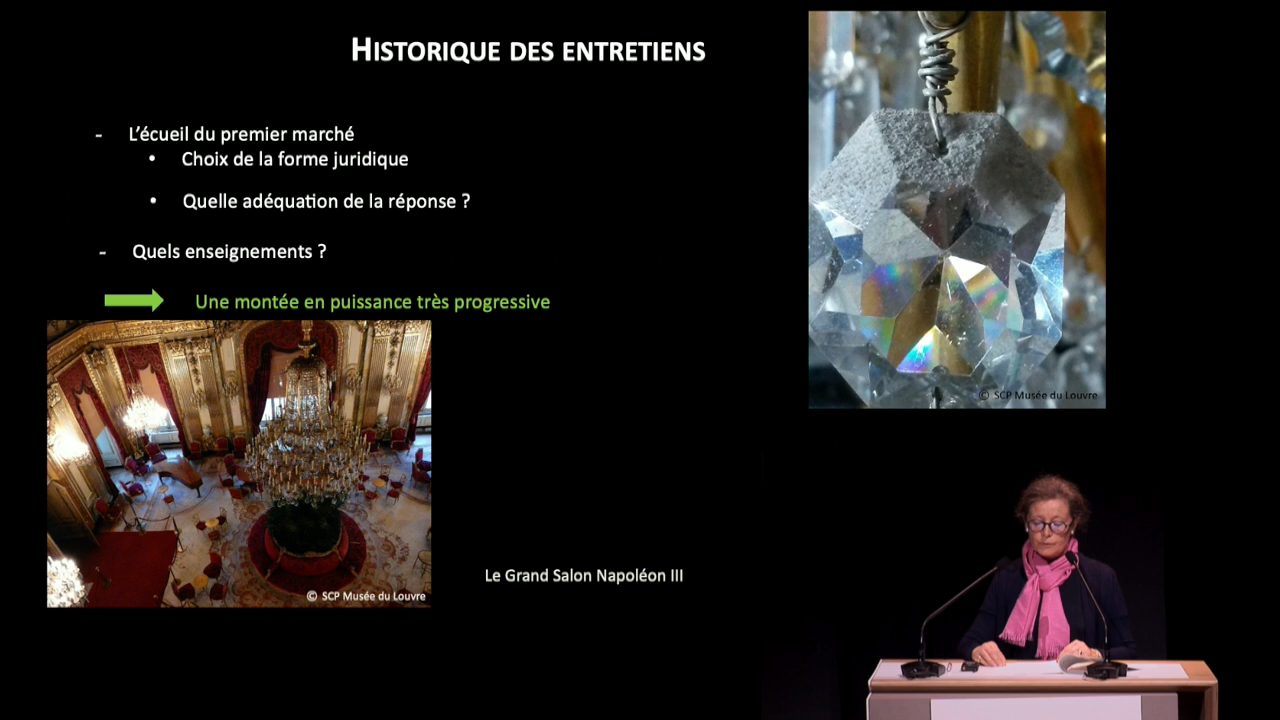 HISTORIQUE DES ENTRETIENS
- L'écueil du premier marché
• Choix de la forme juridique
• Quelle adéquation de la réponse ?
- Quels enseignements ?
Une montée en puissance très progressive
© SCP Musée du Louvre
Le Grand Salon Napoléon III
© SCP Musée du Louvre